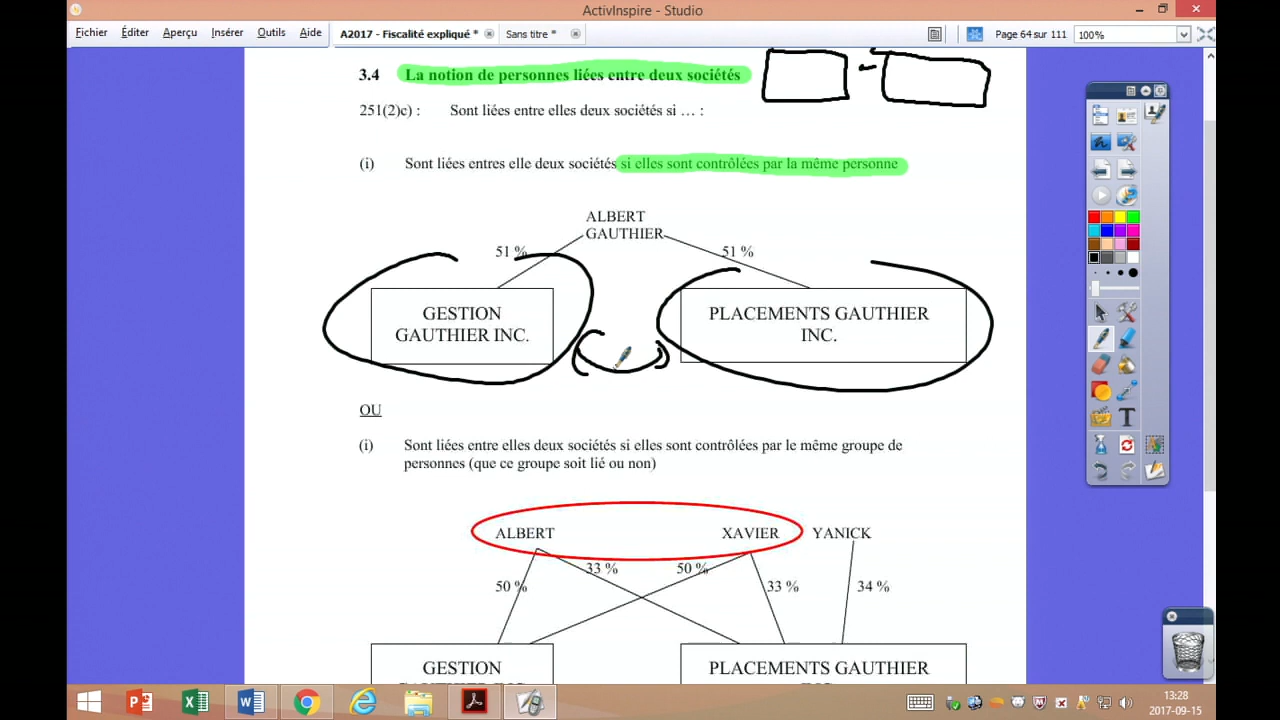 ActivInspire - Studio
Fichier Éditer Aperçu Insérer Outils Aide A2017 - Fiscalité expliqué * Sans titre * Page 64 sur 111 100%
3.4 La notion de personnes liées entre deux sociétés
251(2)c) : Sont liées entre elles deux sociétés si … :
(i) Sont liées entres elle deux sociétés si elles sont contrôlées par la même personne
ALBERT
GAUTHIER
51 % 51 %
GESTION PLACEMENTS GAUTHIER
GAUTHIER INC. INC.
OU
(i) Sont liées entre elles deux sociétés si elles sont contrôlées par le même groupe de
personnes (que ce groupe soit lié ou non)
ALBERT XAVIER YANICK
33 % 50 %
50 % 33 % 34 %
GESTION PLACEMENTS GAUTHIER
13:28
2017-09-15